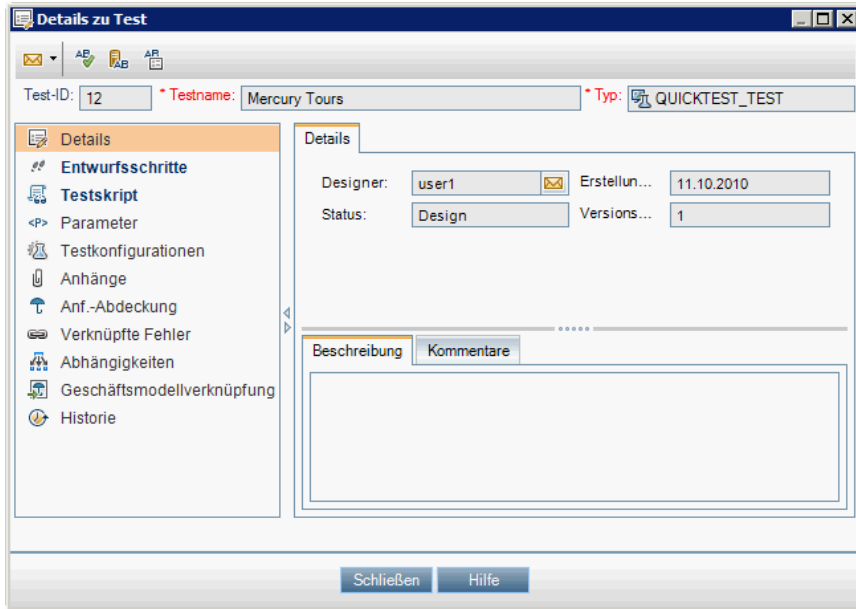 Details zu Test
Test-ID: 12 * Testname: Mercury Tours * Typ: QUICKTEST_TEST
Details
Entwurfsschritte
Testskript
<P> Parameter
Testkonfigurationen
Anhänge
Anf.-Abdeckung
Verknüpfte Fehler
Abhängigkeiten
Geschäftsmodellverknüpfung
Historie
Details
Designer: user1 Erstellun... 11.10.2010
Status: Design Versions... 1
Beschreibung Kommentare
Schließen Hilfe